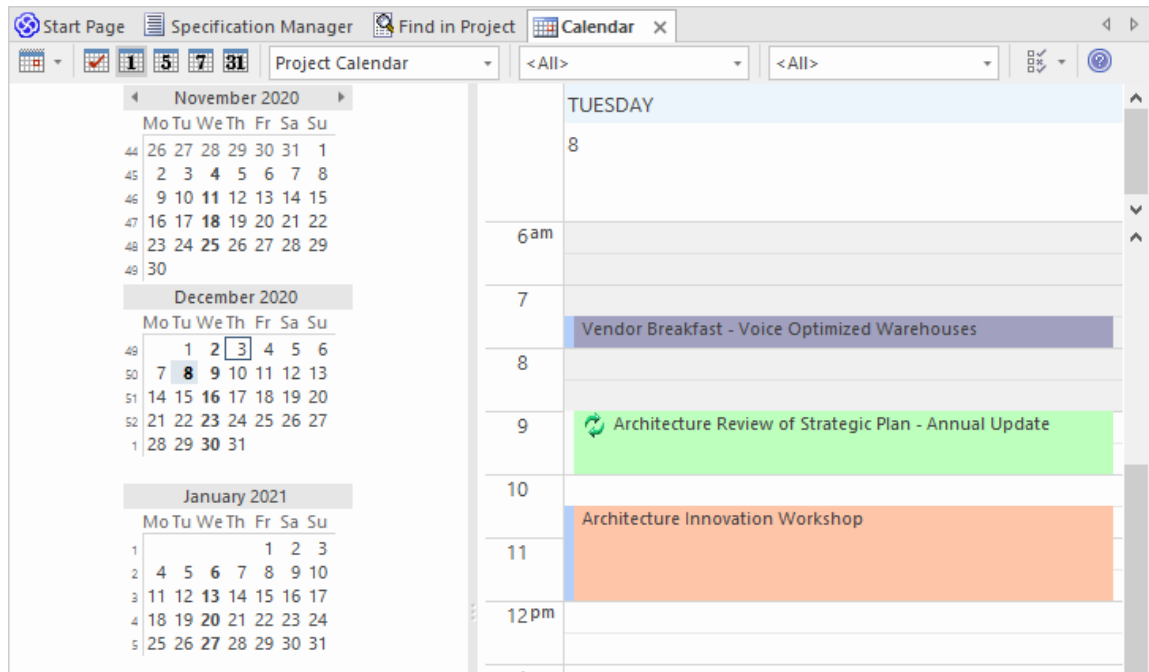 Start Page Specification Manager Find in Project Calendar
1 5 7 31 Project Calendar <All> <All>
November 2020
Mo Tu We Th Fr Sa Su
44 26 27 28 29 30 31 1
45 2 3 4 5 6 7 8
46 9 10 11 12 13 14 15
47 16 17 18 19 20 21 22
48 23 24 25 26 27 28 29
49 30
December 2020
Mo Tu We Th Fr Sa Su
49 1 2 3 4 5 6
50 7 8 9 10 11 12 13
51 14 15 16 17 18 19 20
52 21 22 23 24 25 26 27
1 28 29 30 31
January 2021
Mo Tu We Th Fr Sa Su
1 1 2 3
2 4 5 6 7 8 9 10
3 11 12 13 14 15 16 17
4 18 19 20 21 22 23 24
5 25 26 27 28 29 30 31
TUESDAY
8
6 am
7
Vendor Breakfast - Voice Optimized Warehouses
8
9 Architecture Review of Strategic Plan - Annual Update
10
Architecture Innovation Workshop
11
12 pm